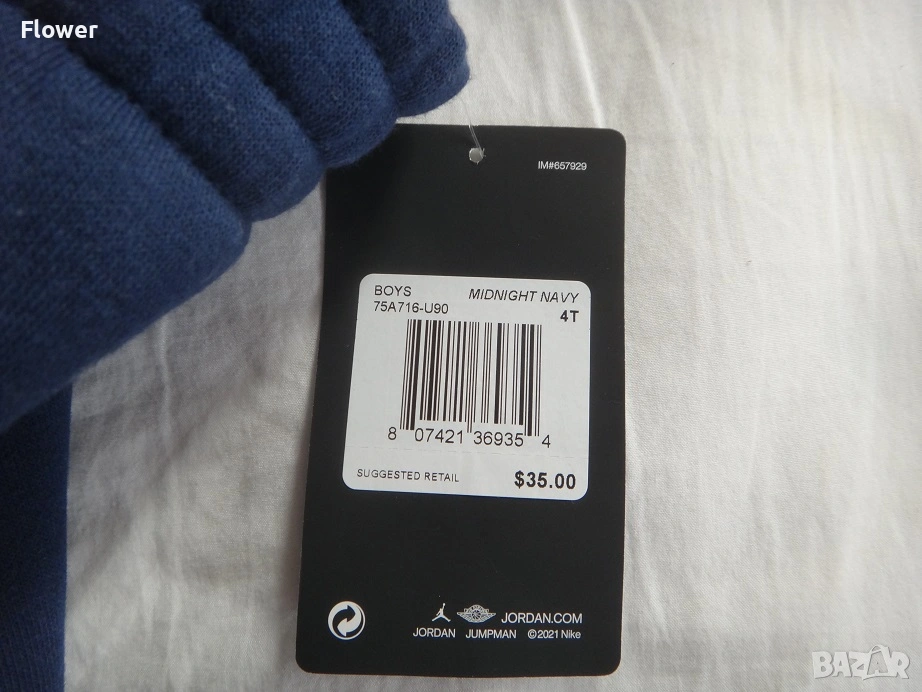 Flower
IM#657929
BOYS MIDNIGHT NAVY
75A716-U90 4T
8 07421 36935 4
SUGGESTED RETAIL $35.00
JORDAN.COM
JORDAN JUMPMAN ©2021 Nike
BAZAR